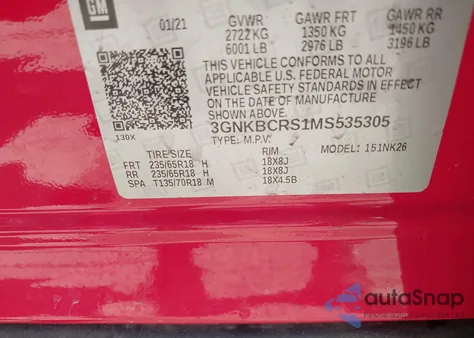 GM
01/21
GVWR
2722 KG
6001 LB
GAWR FRT
1350 KG
2976 LB
GAWR RR
1450 KG
3196 LB
THIS VEHICLE CONFORMS TO ALL
APPLICABLE U.S. FEDERAL MOTOR
VEHICLE SAFETY STANDARDS IN EFFECT
ON THE DATE OF MANUFACTURE
SHOWN ABOVE.
3GNKBCRS1MS535305
TYPE: M.P.V.
MODEL: 151NK26
130X
TIRE SIZE RIM
FRT 235/65R18 H 18X8J
RR 235/65R18 H 18X8J
SPA T135/70R18 M 18X4.5B
autaSnap